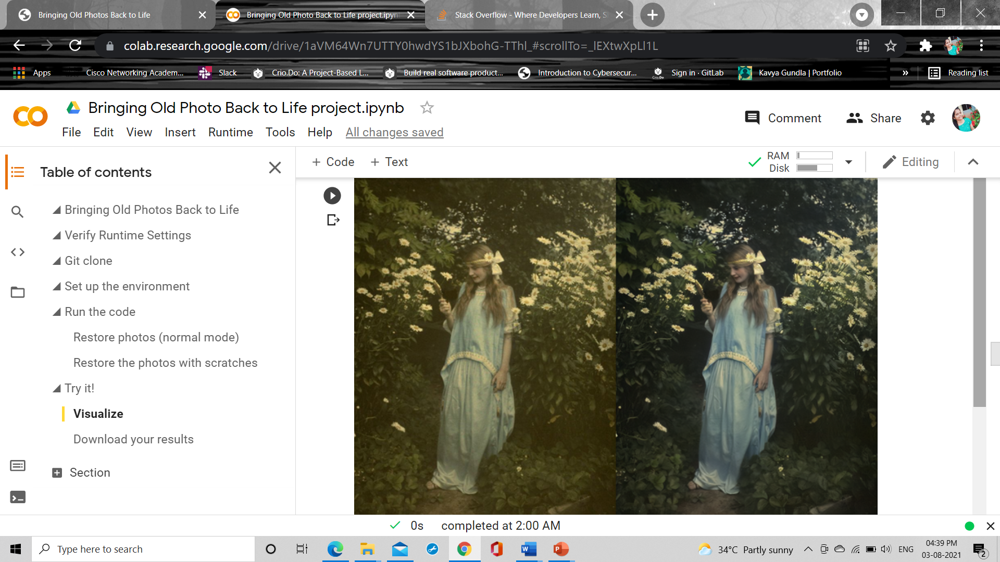 Bringing Old Photos Back to Life
Bringing Old Photo Back to Life project.ipyn
Stack Overflow - Where Developers Learn, S
colab.research.google.com/drive/1aVM64Wn7UTTY0hwdYS1bJXbohG-TThl_#scrollTo=_lEXtwXpLl1L
Apps
Cisco Networking Academ...
Slack
Crio.Do: A Project-Based L...
Build real software product...
Introduction to Cybersecur...
Crio.Do
Sign in · GitLab
Kavya Gundla | Portfolio
»
Reading list
CO
Bringing Old Photo Back to Life project.ipynb
File Edit View Insert Runtime Tools Help All changes saved
Comment
Share
Table of contents
Bringing Old Photos Back to Life
Verify Runtime Settings
Git clone
Set up the environment
Run the code
Restore photos (normal mode)
Restore the photos with scratches
Try it!
Visualize
Download your results
Section
+ Code + Text
RAM
Disk
Editing
0s completed at 2:00 AM
Type here to search
34°C Partly sunny
ENG
04:39 PM
03-08-2021
2